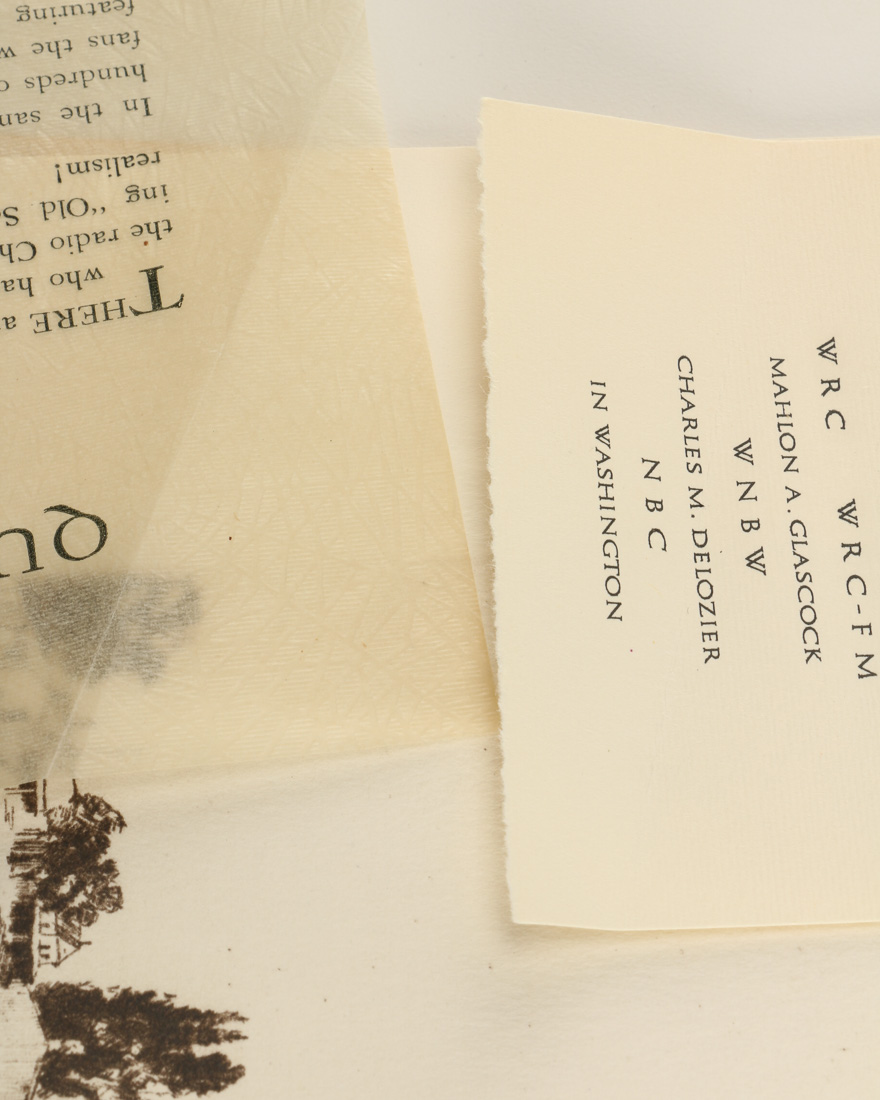 QU
THERE a
who ha
the radio Ch
ing “Old S
realism!
In the sam
hundreds o
fans the w
featuring
WRC WRC-FM
MAHLON A. GLASCOCK
WNBW
CHARLES M. DELOZIER
NBC
IN WASHINGTON